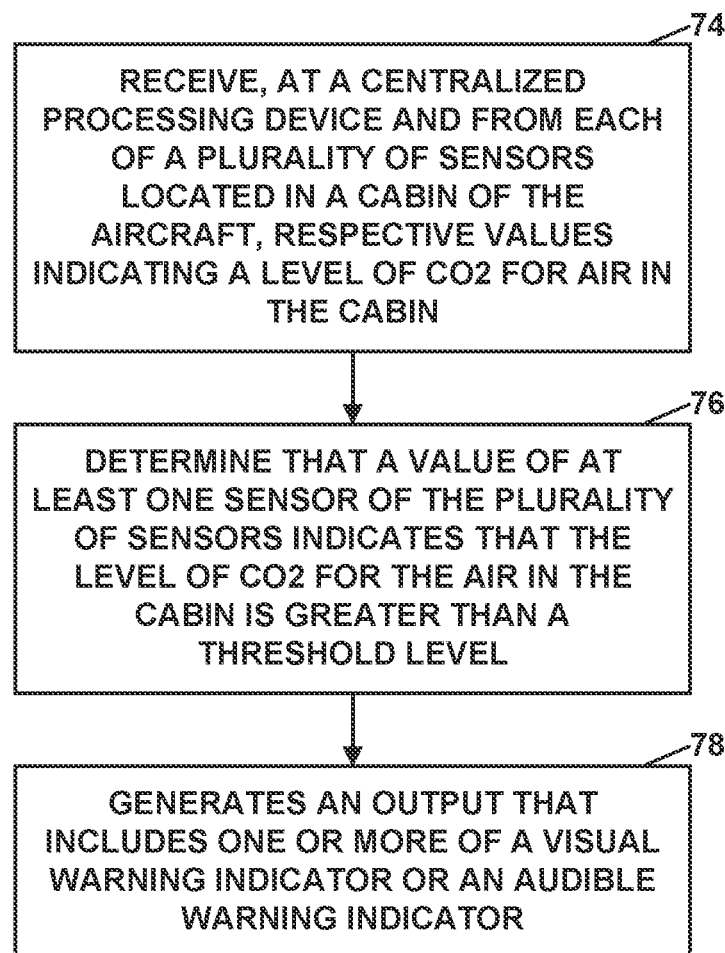 74
RECEIVE, AT A CENTRALIZED
PROCESSING DEVICE AND FROM EACH
OF A PLURALITY OF SENSORS
LOCATED IN A CABIN OF THE
AIRCRAFT, RESPECTIVE VALUES
INDICATING A LEVEL OF CO2 FOR AIR IN
THE CABIN
76
DETERMINE THAT A VALUE OF AT
LEAST ONE SENSOR OF THE PLURALITY
OF SENSORS INDICATES THAT THE
LEVEL OF CO2 FOR THE AIR IN THE
CABIN IS GREATER THAN A
THRESHOLD LEVEL
78
GENERATES AN OUTPUT THAT
INCLUDES ONE OR MORE OF A VISUAL
WARNING INDICATOR OR AN AUDIBLE
WARNING INDICATOR